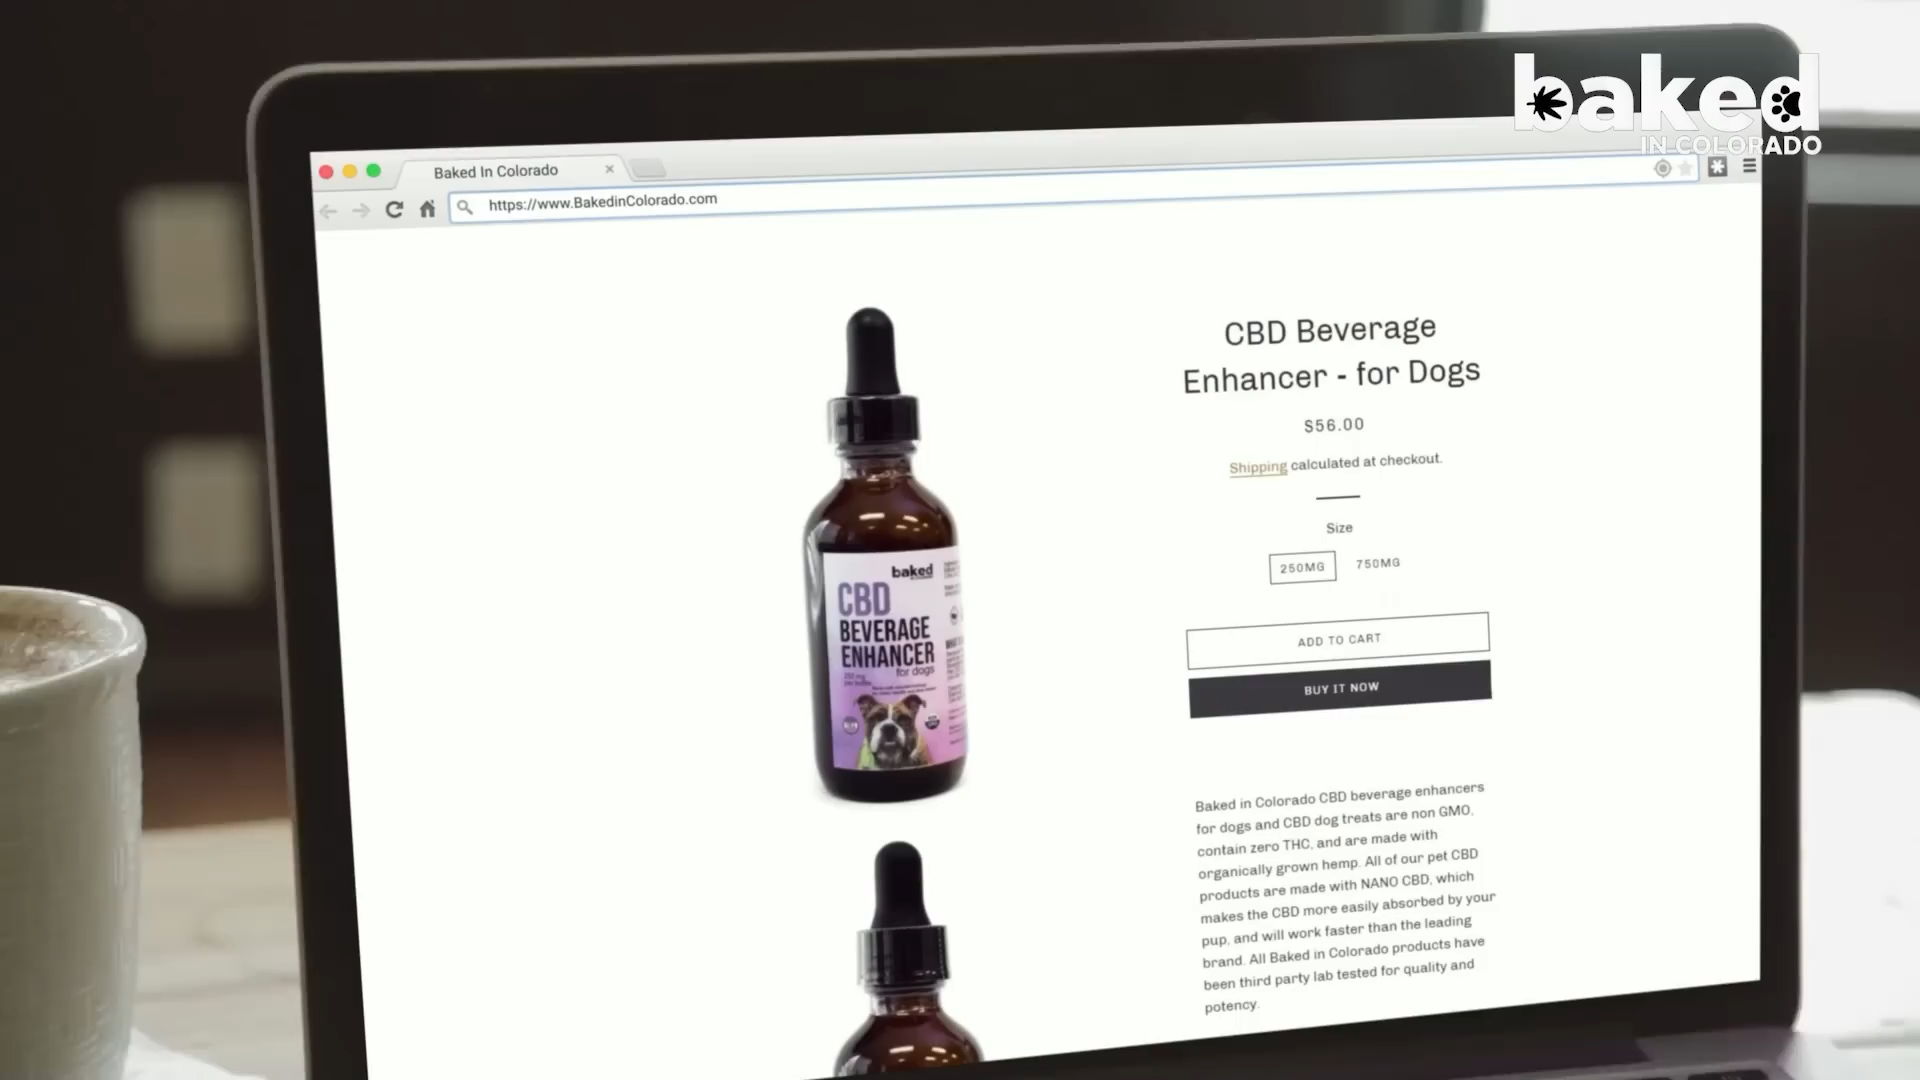 baked
IN COLORADO
Baked In Colorado
https://www.BakedinColorado.com
CBD Beverage
Enhancer - for Dogs
$56.00
Shipping calculated at checkout.
Size
250MG 750MG
ADD TO CART
BUY IT NOW
baked
CBD
BEVERAGE
ENHANCER
for dogs
Baked in Colorado CBD beverage enhancers
for dogs and CBD dog treats are non GMO,
contain zero THC, and are made with
organically grown hemp. All of our pet CBD
products are made with NANO CBD, which
makes the CBD more easily absorbed by your
pup, and will work faster than the leading
brand. All Baked in Colorado products have
been third party lab tested for quality and
potency.